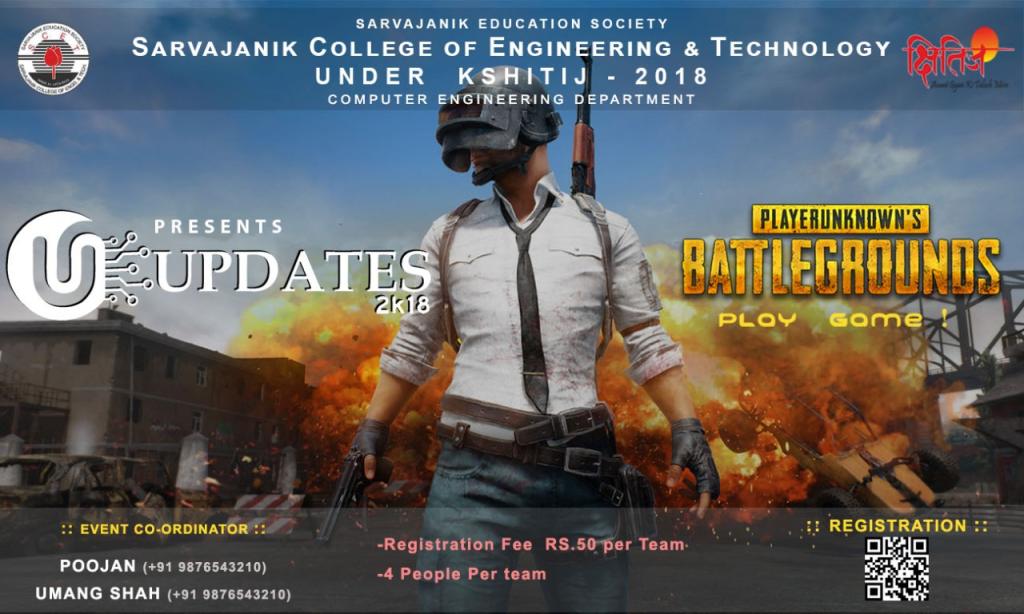 SARVAJANIK EDUCATION SOCIETY
SARVAJANIK COLLEGE OF ENGINEERING & TECHNOLOGY
UNDER KSHITIJ - 2018
COMPUTER ENGINEERING DEPARTMENT
क्षितिज
PRESENTS
UPDATES
2k18
PLAYERUNKNOWN'S
BATTLEGROUNDS
PLAY GAME !
:: EVENT CO-ORDINATOR ::
POOJAN (+91 9876543210)
UMANG SHAH (+91 9876543210)
-Registration Fee RS.50 per Team
-4 People Per team
:: REGISTRATION ::